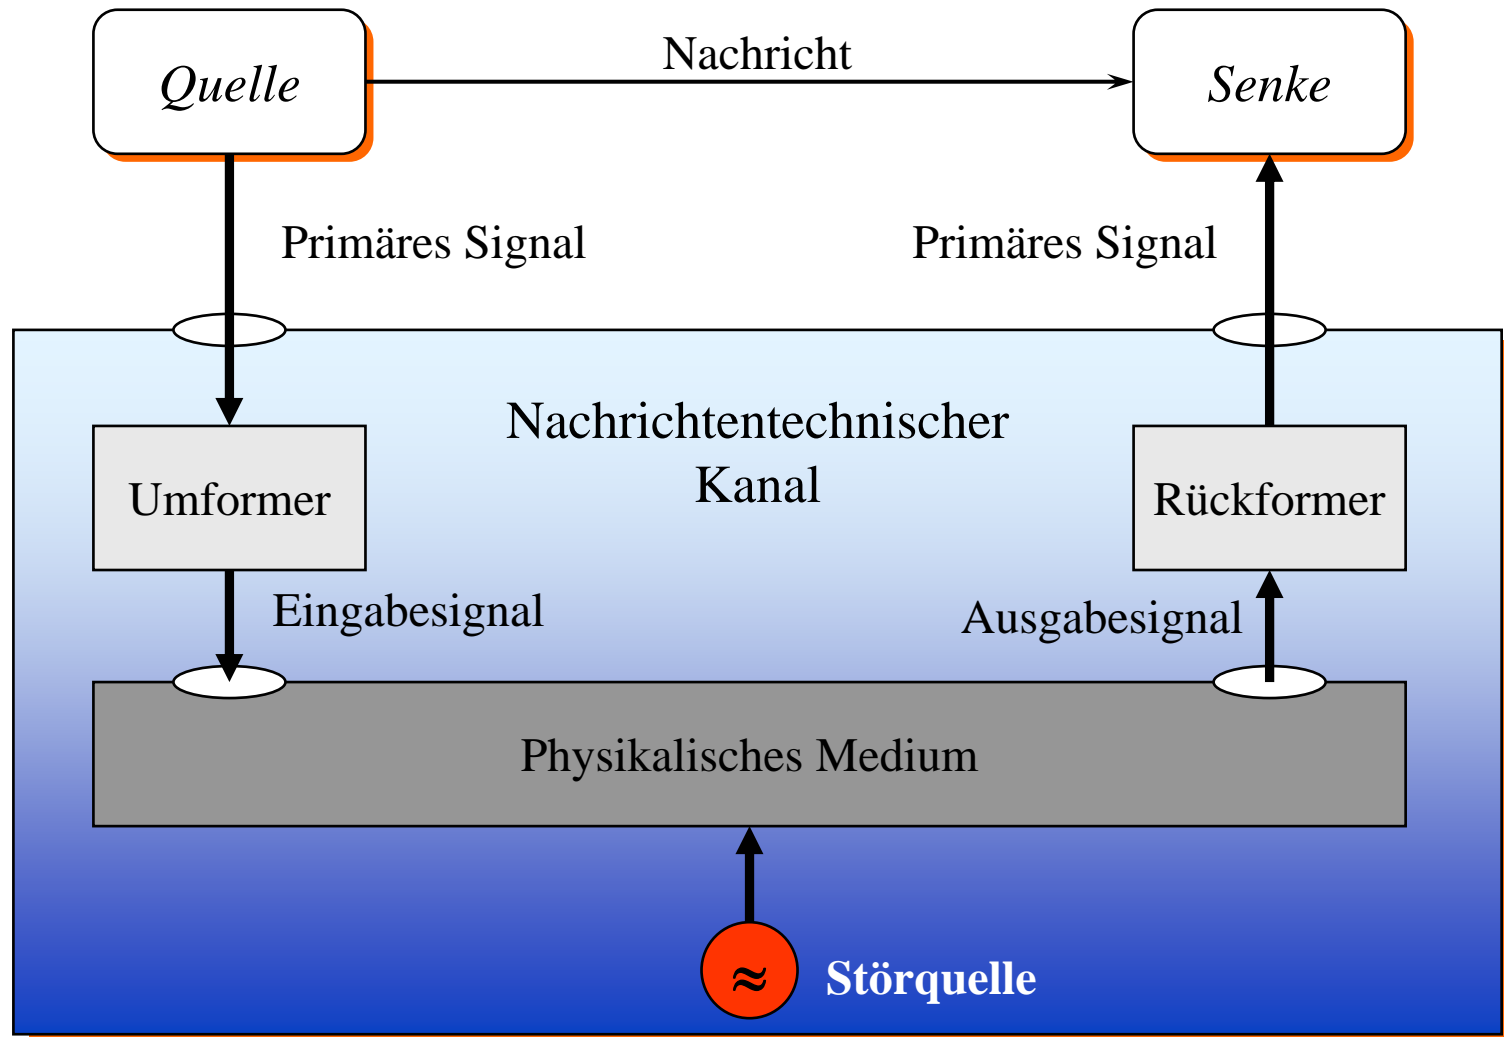 Nachricht
Quelle
Senke
Primäres Signal
Primäres Signal
Nachrichtentechnischer
Kanal
Umformer
Rückformer
Eingabesignal
Ausgabesignal
Physikalisches Medium
≈
Störquelle